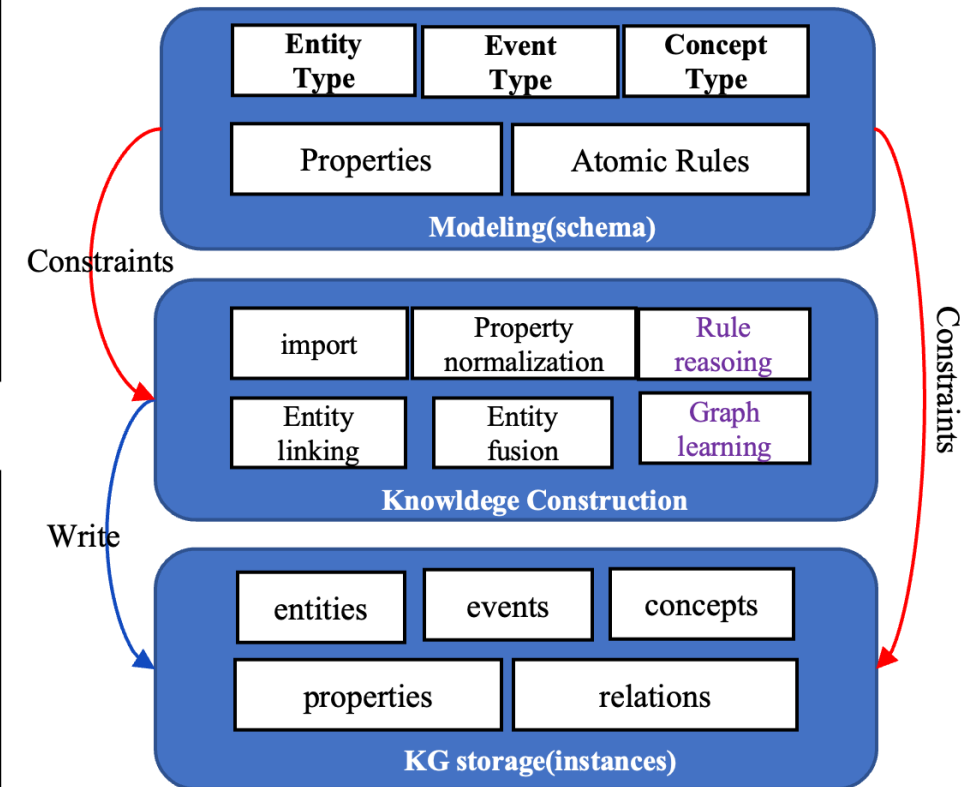 Entity
Type
Event
Type
Concept
Type
Properties
Atomic Rules
Modeling(schema)
Constraints
Constraints
import
Property
normalization
Rule
reasoing
Entity
linking
Entity
fusion
Graph
learning
Knowldege Construction
Write
entities
events
concepts
properties
relations
KG storage(instances)